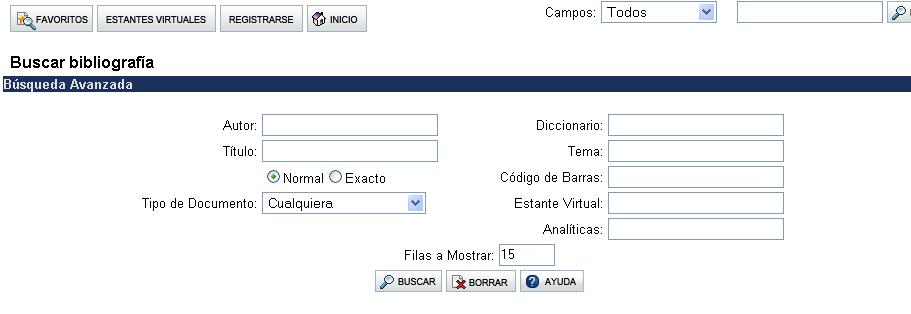 FAVORITOS ESTANTES VIRTUALES REGISTRARSE INICIO Campos: Todos
Buscar bibliografía
Búsqueda Avanzada
Autor: Diccionario:
Título: Tema:
Normal Exacto Código de Barras:
Tipo de Documento: Cualquiera Estante Virtual:
Analíticas:
Filas a Mostrar: 15
BUSCAR BORRAR AYUDA